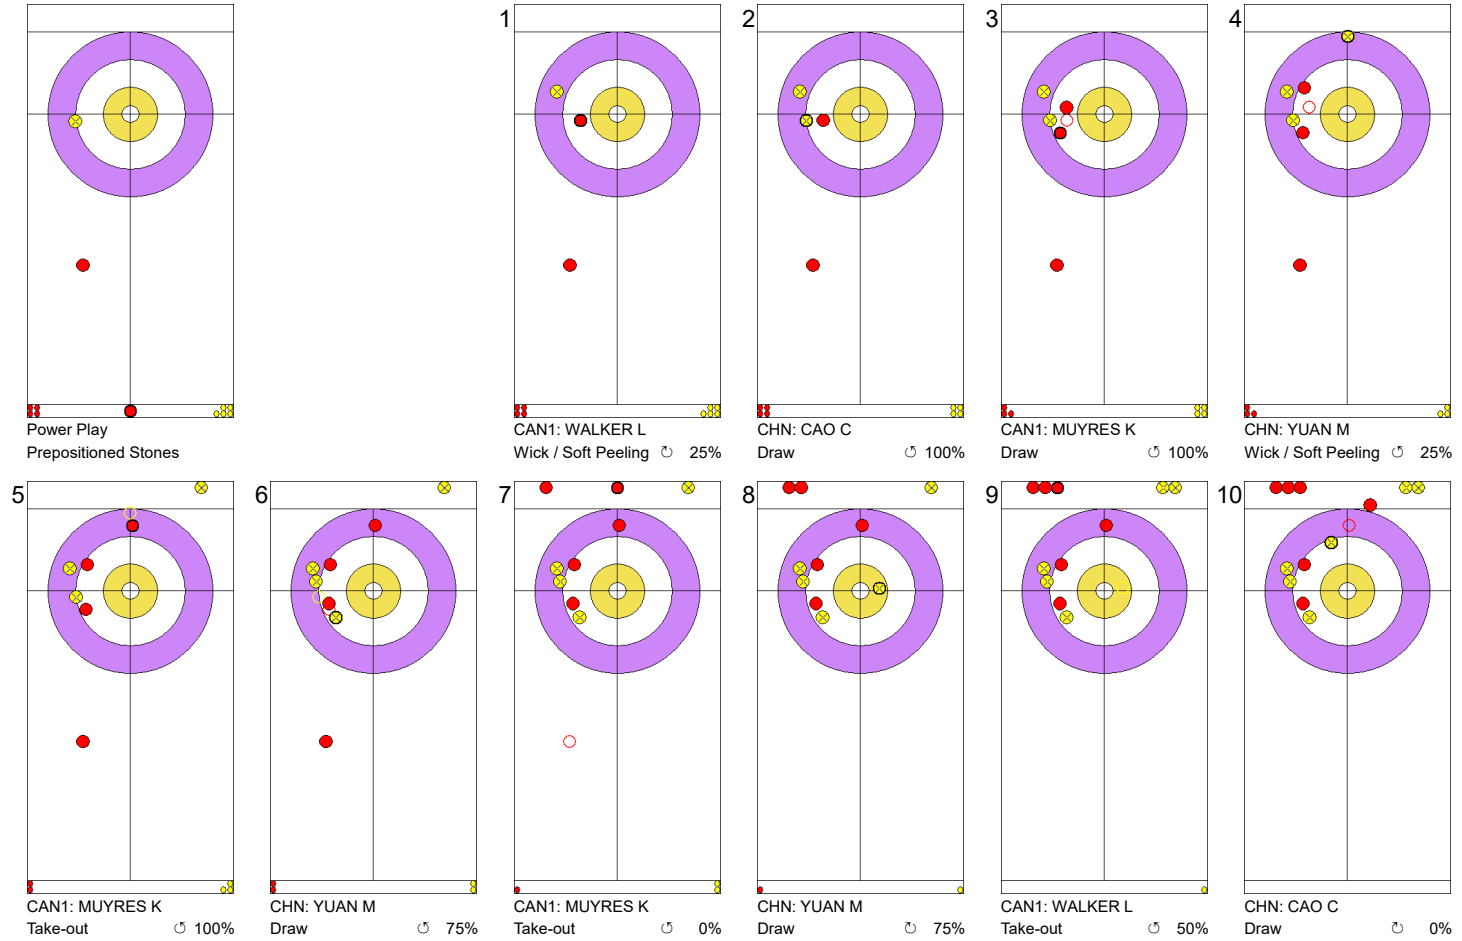 Power Play
Prepositioned Stones
1
CAN1: WALKER L
Wick / Soft Peeling ↻ 25%
2
CHN: CAO C
Draw ↺ 100%
3
CAN1: MUYRES K
Draw ↺ 100%
4
CHN: YUAN M
Wick / Soft Peeling ↺ 25%
5
CAN1: MUYRES K
Take-out ↺ 100%
6
CHN: YUAN M
Draw ↺ 75%
7
CAN1: MUYRES K
Take-out ↺ 0%
8
CHN: YUAN M
Draw ↻ 75%
9
CAN1: WALKER L
Take-out ↺ 50%
10
CHN: CAO C
Draw ↻ 0%